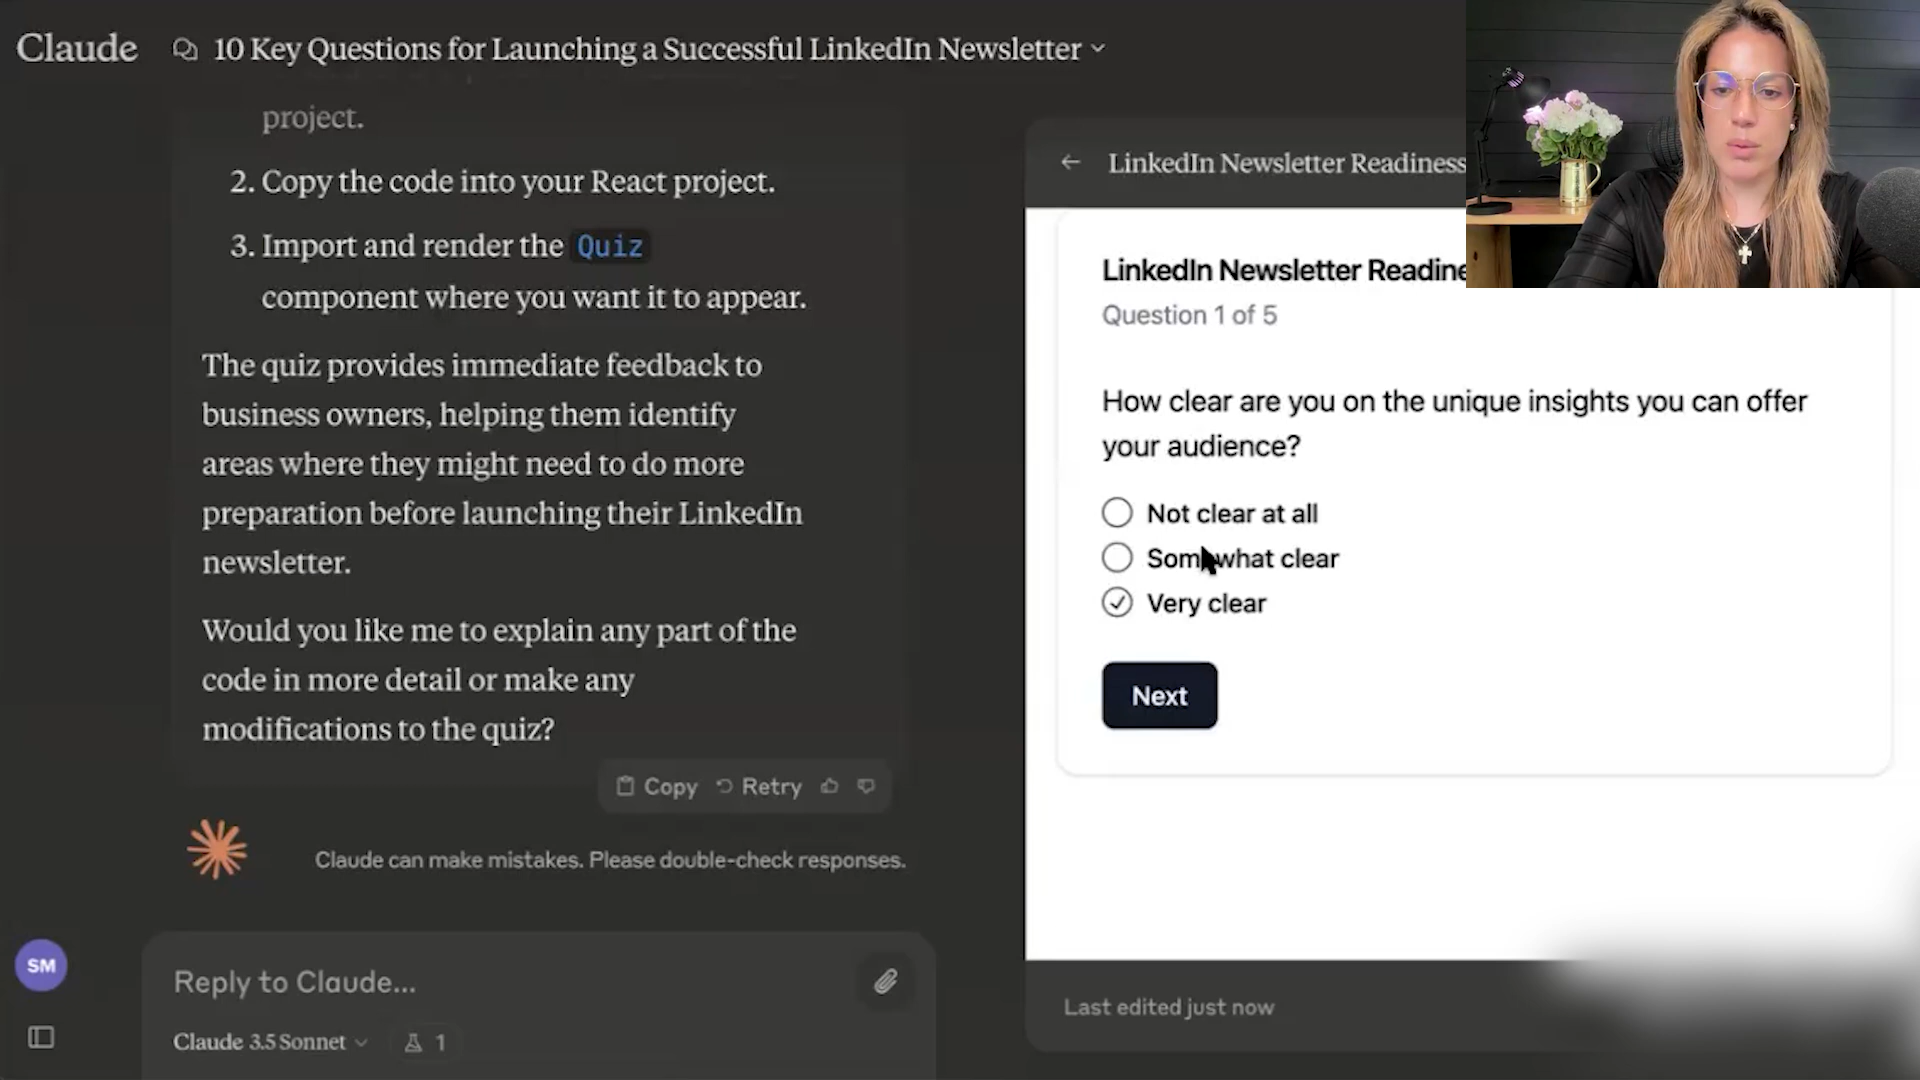 Claude
10 Key Questions for Launching a Successful LinkedIn Newsletter
project.
2. Copy the code into your React project.
3. Import and render the Quiz
component where you want it to appear.
The quiz provides immediate feedback to
business owners, helping them identify
areas where they might need to do more
preparation before launching their LinkedIn
newsletter.
Would you like me to explain any part of the
code in more detail or make any
modifications to the quiz?
Copy Retry
Claude can make mistakes. Please double-check responses.
SM
Reply to Claude...
Claude 3.5 Sonnet 1
LinkedIn Newsletter Readiness
LinkedIn Newsletter Readine
Question 1 of 5
How clear are you on the unique insights you can offer
your audience?
Not clear at all
Somewhat clear
Very clear
Next
Last edited just now